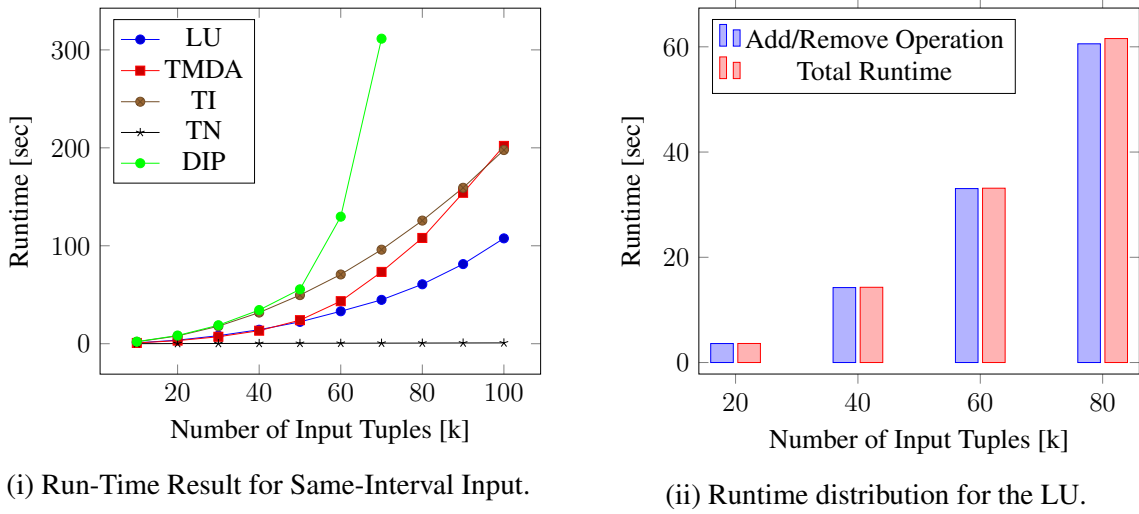 300
200
100
0
20
40
60
80
100
Runtime [sec]
Number of Input Tuples [k]
LU
TMDA
TI
TN
DIP
(i) Run-Time Result for Same-Interval Input.
60
40
20
0
20
40
60
80
Runtime [sec]
Number of Input Tuples [k]
Add/Remove Operation
Total Runtime
(ii) Runtime distribution for the LU.